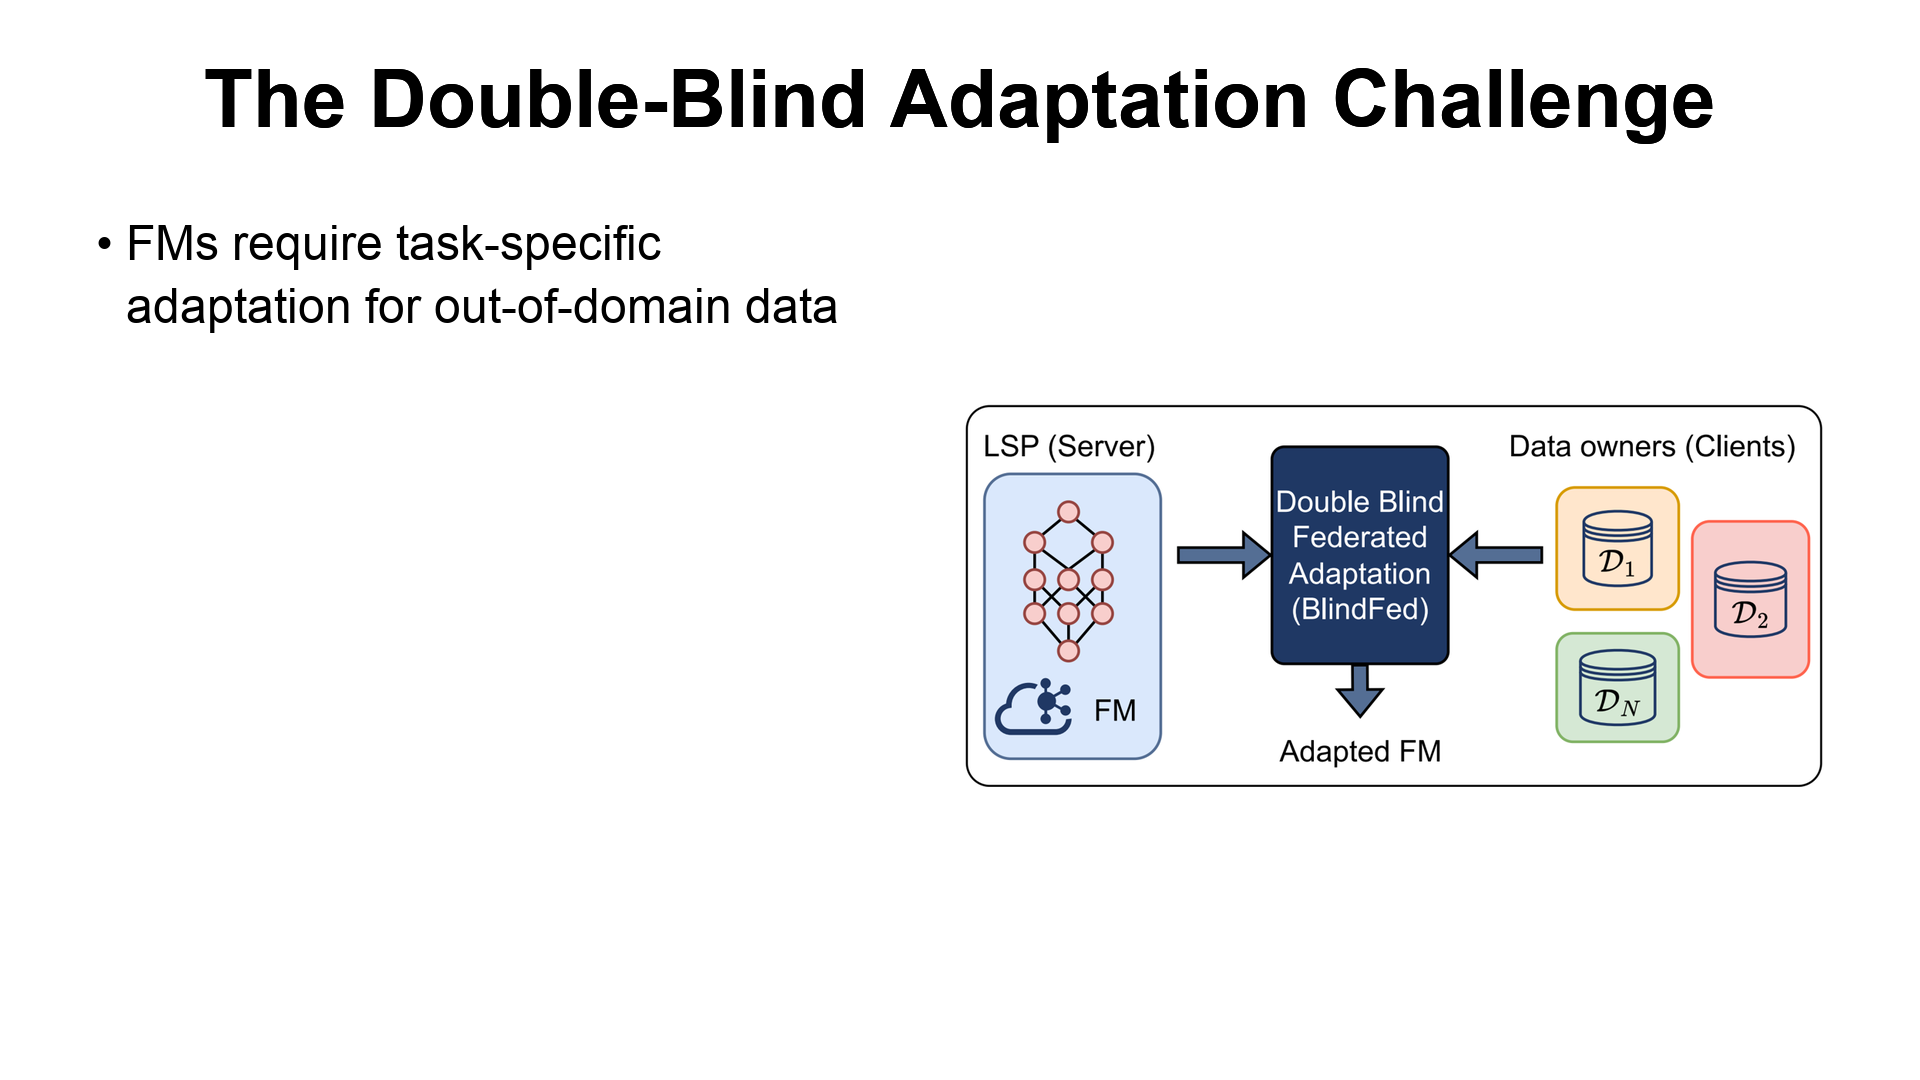 The Double-Blind Adaptation Challenge
• FMs require task-specific
adaptation for out-of-domain data
LSP (Server)
FM
Double Blind
Federated
Adaptation
(BlindFed)
Adapted FM
Data owners (Clients)
𝒟1
𝒟2
𝒟N